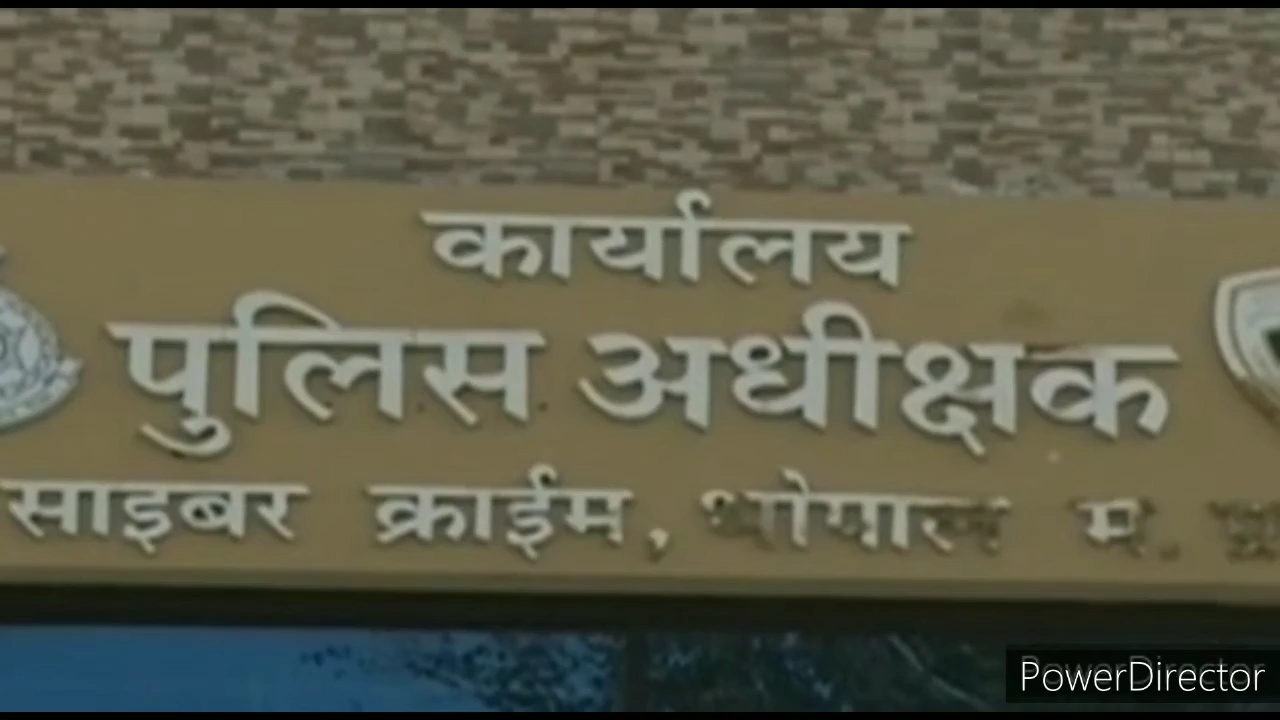 कार्यालय
पुलिस अधीक्षक
साइबर क्राईम, भोपाल म.
PowerDirector